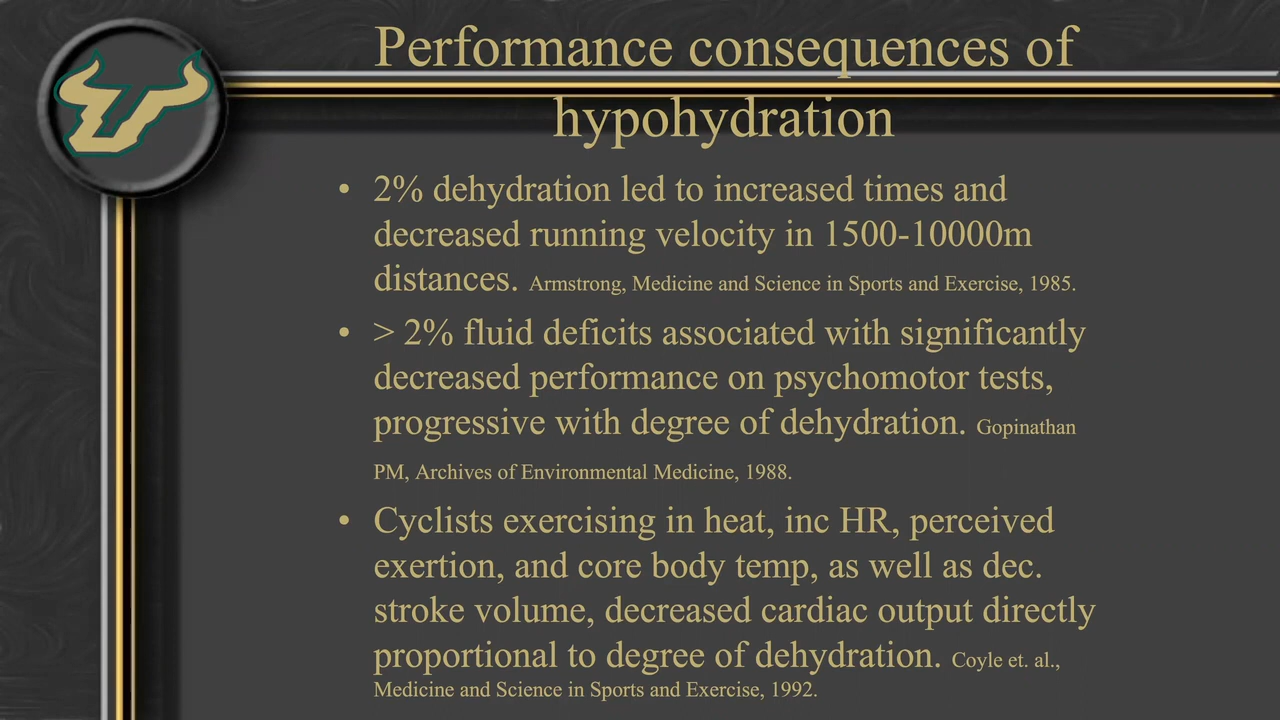 Performance consequences of
hypohydration
• 2% dehydration led to increased times and
decreased running velocity in 1500-10000m
distances. Armstrong, Medicine and Science in Sports and Exercise, 1985.
• > 2% fluid deficits associated with significantly
decreased performance on psychomotor tests,
progressive with degree of dehydration. Gopinathan
PM, Archives of Environmental Medicine, 1988.
• Cyclists exercising in heat, inc HR, perceived
exertion, and core body temp, as well as dec.
stroke volume, decreased cardiac output directly
proportional to degree of dehydration. Coyle et. al.,
Medicine and Science in Sports and Exercise, 1992.